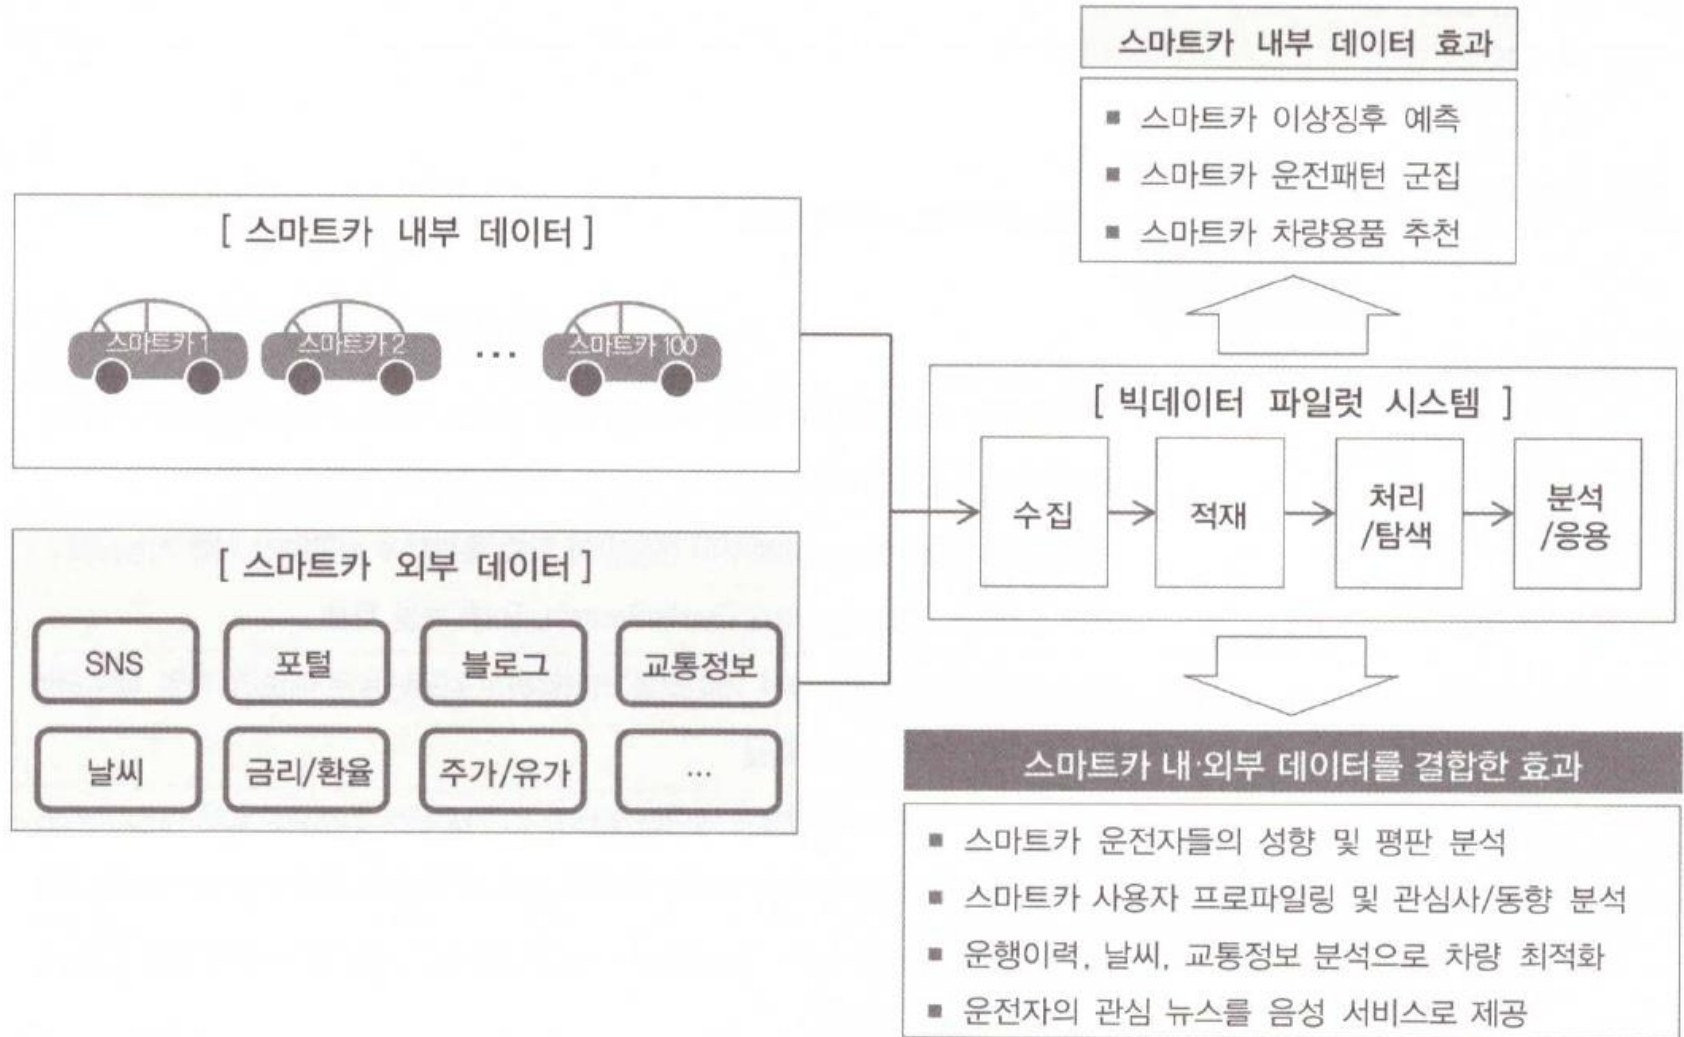 스마트카 내부 데이터 효과
▪ 스마트카 이상징후 예측
▪ 스마트카 운전패턴 군집
▪ 스마트카 차량용품 추천
[ 스마트카 내부 데이터 ]
스마트카 1
스마트카 2
...
스마트카 100
[ 스마트카 외부 데이터 ]
SNS
포털
블로그
교통정보
날씨
금리/환율
주가/유가
...
[ 빅데이터 파일럿 시스템 ]
수집
적재
처리
/탐색
분석
/응용
스마트카 내·외부 데이터를 결합한 효과
▪ 스마트카 운전자들의 성향 및 평판 분석
▪ 스마트카 사용자 프로파일링 및 관심사/동향 분석
▪ 운행이력, 날씨, 교통정보 분석으로 차량 최적화
▪ 운전자의 관심 뉴스를 음성 서비스로 제공